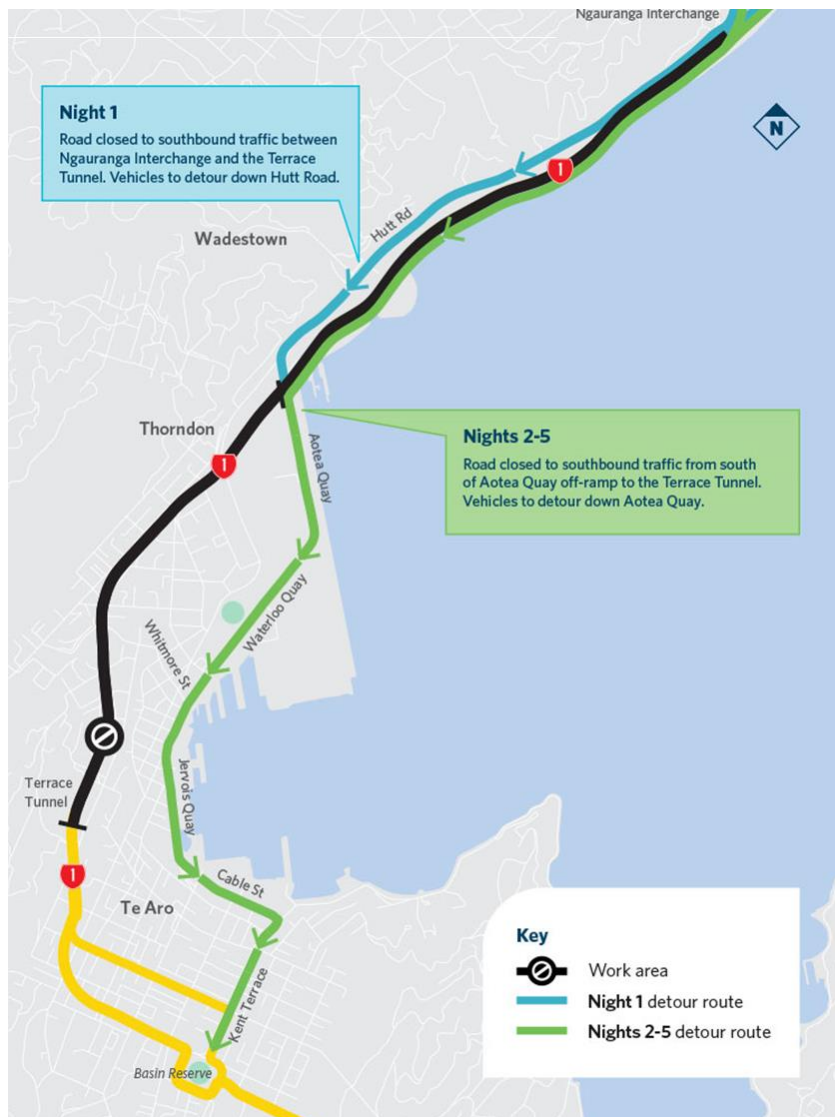 Ngauranga Interchange
Night 1
Road closed to southbound traffic between
Ngauranga Interchange and the Terrace
Tunnel. Vehicles to detour down Hutt Road.
N
1
Hutt Rd
Wadestown
Thorndon
1
Nights 2-5
Road closed to southbound traffic from south
of Aotea Quay off-ramp to the Terrace Tunnel.
Vehicles to detour down Aotea Quay.
Aotea Quay
Waterloo Quay
Whitmore St
Terrace
Tunnel
Jervois Quay
1
Cable St
Te Aro
Kent Terrace
Basin Reserve
Key
Work area
Night 1 detour route
Nights 2-5 detour route